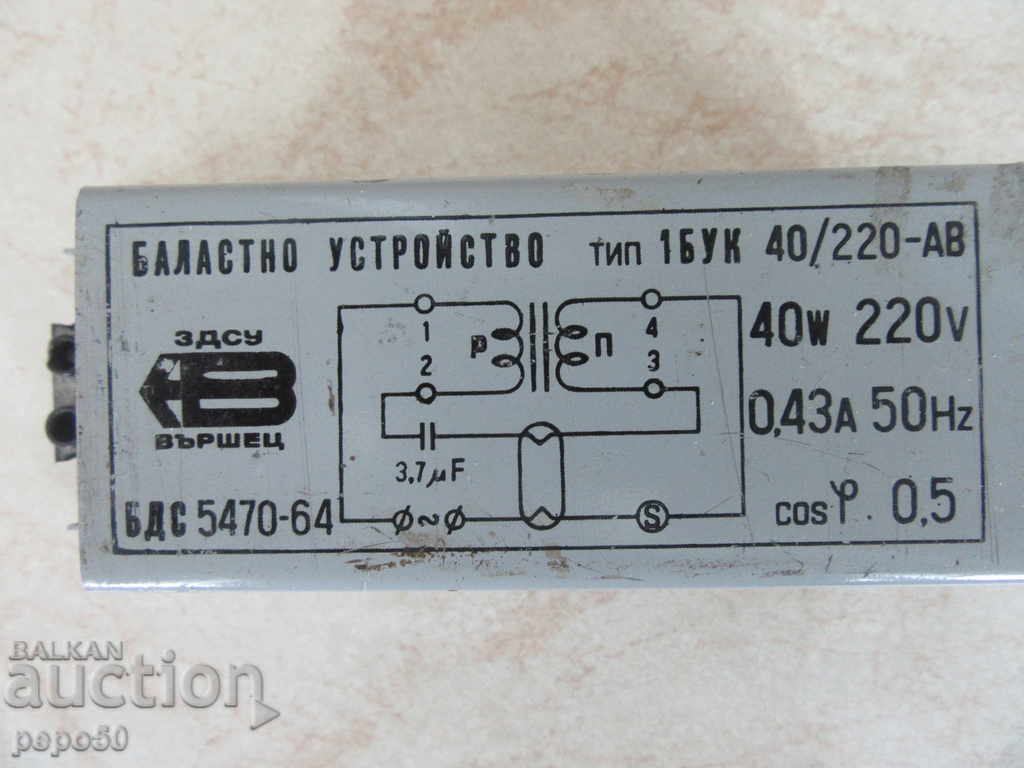 БАЛАСТНО УСТРОЙСТВО тип 1БУК 40/220-АВ
ЗДСУ
ВЪРШЕЦ
БДС 5470-64
1
2
Р
П
4
3
3,7µF
~
S
40W 220V
0,43A 50Hz
cos φ. 0,5
BALKAN
auction
pepo50